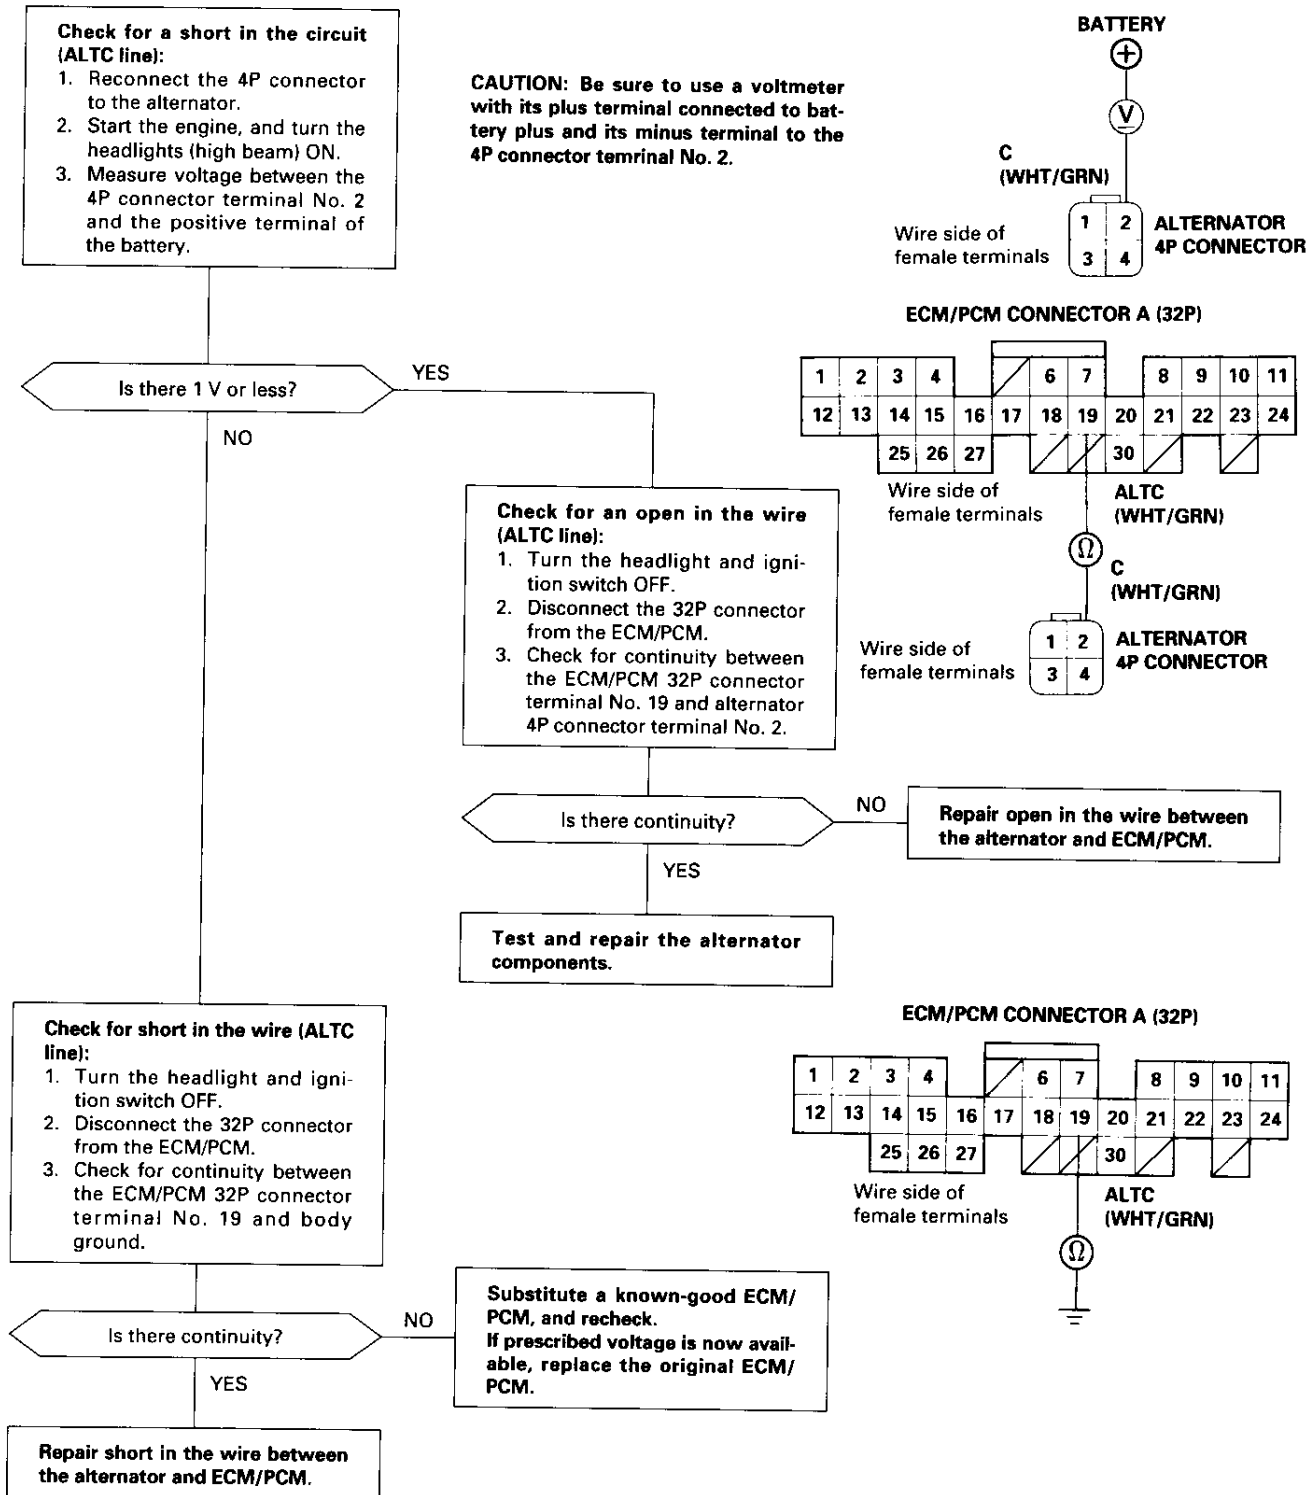 Check for a short in the circuit
(ALTC line):
1. Reconnect the 4P connector
to the alternator.
2. Start the engine, and turn the
headlights (high beam) ON.
3. Measure voltage between the
4P connector terminal No. 2
and the positive terminal of
the battery.
CAUTION: Be sure to use a voltmeter
with its plus terminal connected to bat-
tery plus and its minus terminal to the
4P connector temrinal No. 2.
BATTERY
+
V
C
(WHT/GRN)
Wire side of
female terminals
1 2
3 4
ALTERNATOR
4P CONNECTOR
Is there 1 V or less?
YES
NO
ECM/PCM CONNECTOR A (32P)
1 2 3 4 6 7 8 9 10 11
12 13 14 15 16 17 18 19 20 21 22 23 24
25 26 27 30
Wire side of
female terminals
ALTC
(WHT/GRN)
Ω
C
(WHT/GRN)
Wire side of
female terminals
1 2
3 4
ALTERNATOR
4P CONNECTOR
Check for an open in the wire
(ALTC line):
1. Turn the headlight and igni-
tion switch OFF.
2. Disconnect the 32P connector
from the ECM/PCM.
3. Check for continuity between
the ECM/PCM 32P connector
terminal No. 19 and alternator
4P connector terminal No. 2.
Is there continuity?
NO
Repair open in the wire between
the alternator and ECM/PCM.
YES
Test and repair the alternator
components.
Check for short in the wire (ALTC
line):
1. Turn the headlight and igni-
tion switch OFF.
2. Disconnect the 32P connector
from the ECM/PCM.
3. Check for continuity between
the ECM/PCM 32P connector
terminal No. 19 and body
ground.
ECM/PCM CONNECTOR A (32P)
1 2 3 4 6 7 8 9 10 11
12 13 14 15 16 17 18 19 20 21 22 23 24
25 26 27 30
Wire side of
female terminals
ALTC
(WHT/GRN)
Ω
Is there continuity?
NO
Substitute a known-good ECM/
PCM, and recheck.
If prescribed voltage is now avail-
able, replace the original ECM/
PCM.
YES
Repair short in the wire between
the alternator and ECM/PCM.